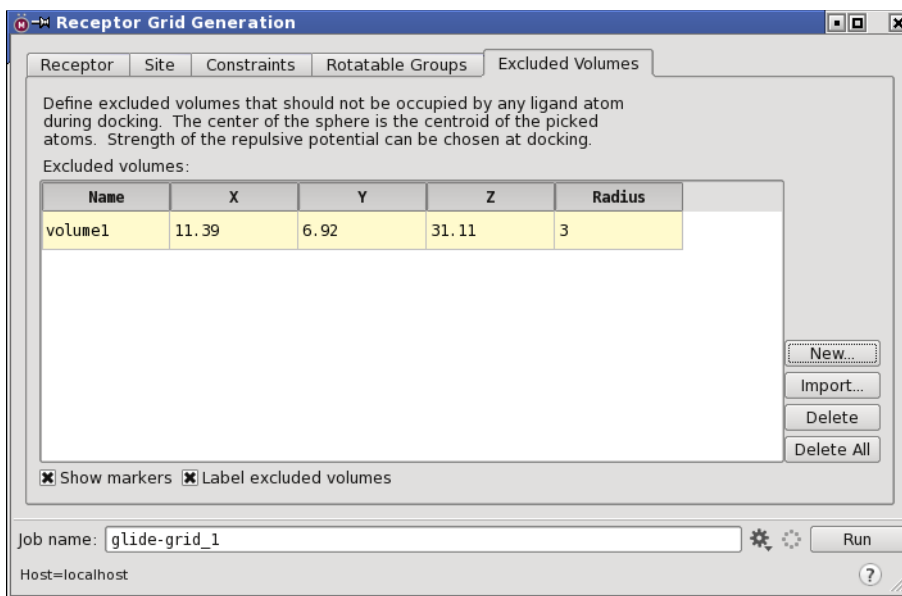 Receptor Grid Generation
Receptor Site Constraints Rotatable Groups Excluded Volumes
Define excluded volumes that should not be occupied by any ligand atom
during docking. The center of the sphere is the centroid of the picked
atoms. Strength of the repulsive potential can be chosen at docking.
Excluded volumes:
Name X Y Z Radius
volume1 11.39 6.92 31.11 3
New...
Import...
Delete
Delete All
Show markers Label excluded volumes
Job name: glide-grid_1 Run
Host=localhost ?